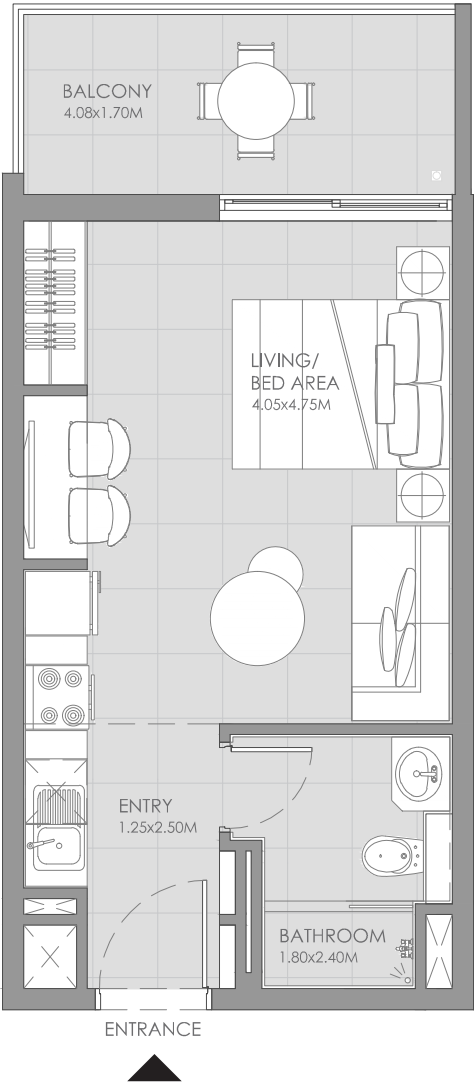 BALCONY
4.08x1.70M
LIVING/
BED AREA
4.05x4.75M
ENTRY
1.25x2.50M
BATHROOM
1.80x2.40M
ENTRANCE